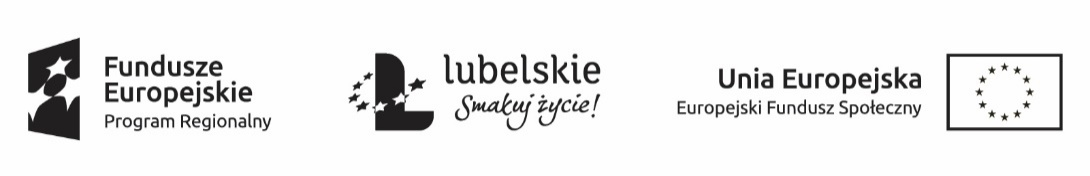 Fundusze
Europejskie
Program Regionalny
lubelskie
Smakuj życie!
Unia Europejska
Europejski Fundusz Społeczny